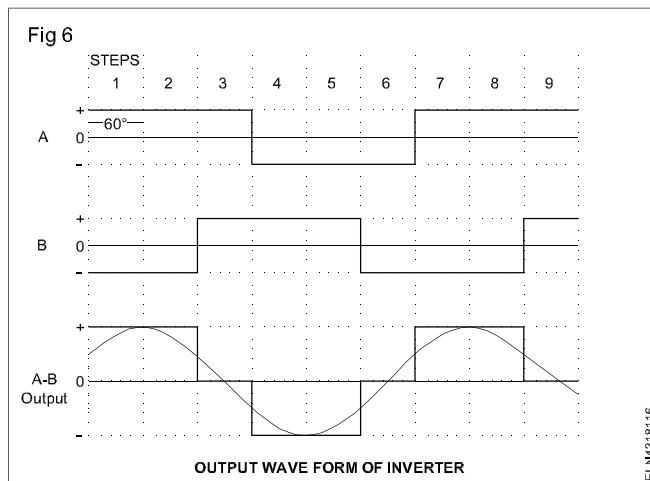 Fig 6
STEPS
1 2 3 4 5 6 7 8 9
+
60°
A 0
-
+
B 0
-
+
A-B 0
Output
-
OUTPUT WAVE FORM OF INVERTER
ELN4318116